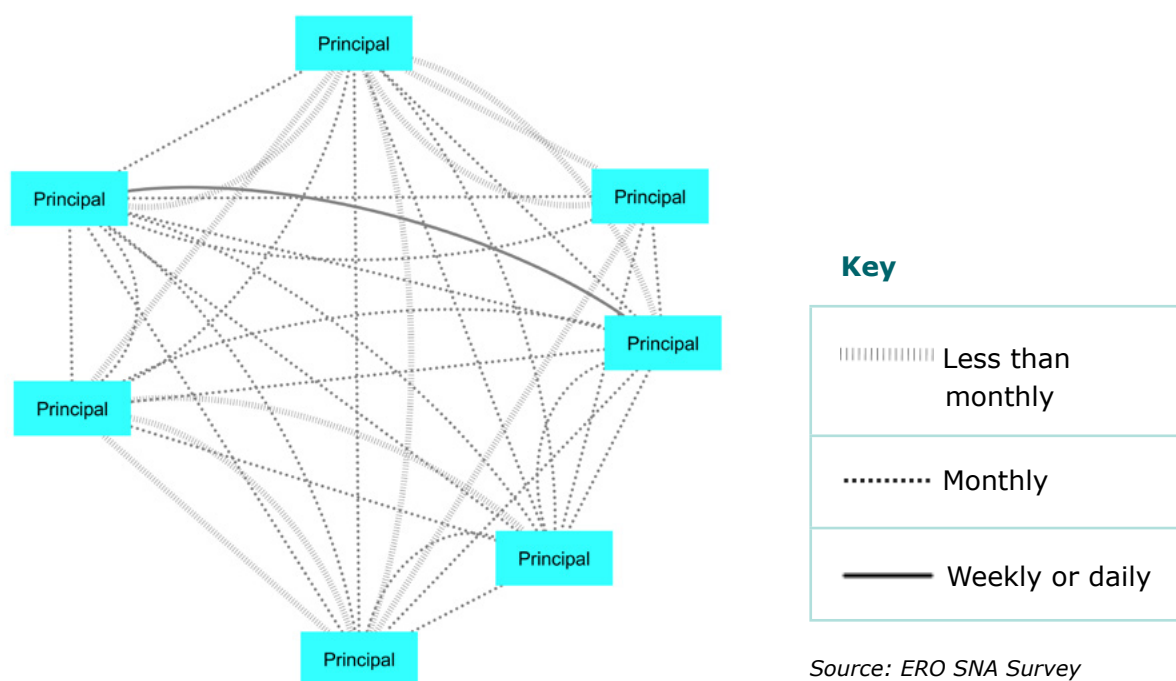 Principal
Principal
Principal
Principal
Principal
Principal
Principal
Key
Less than
monthly
Monthly
Weekly or daily
Source: ERO SNA Survey